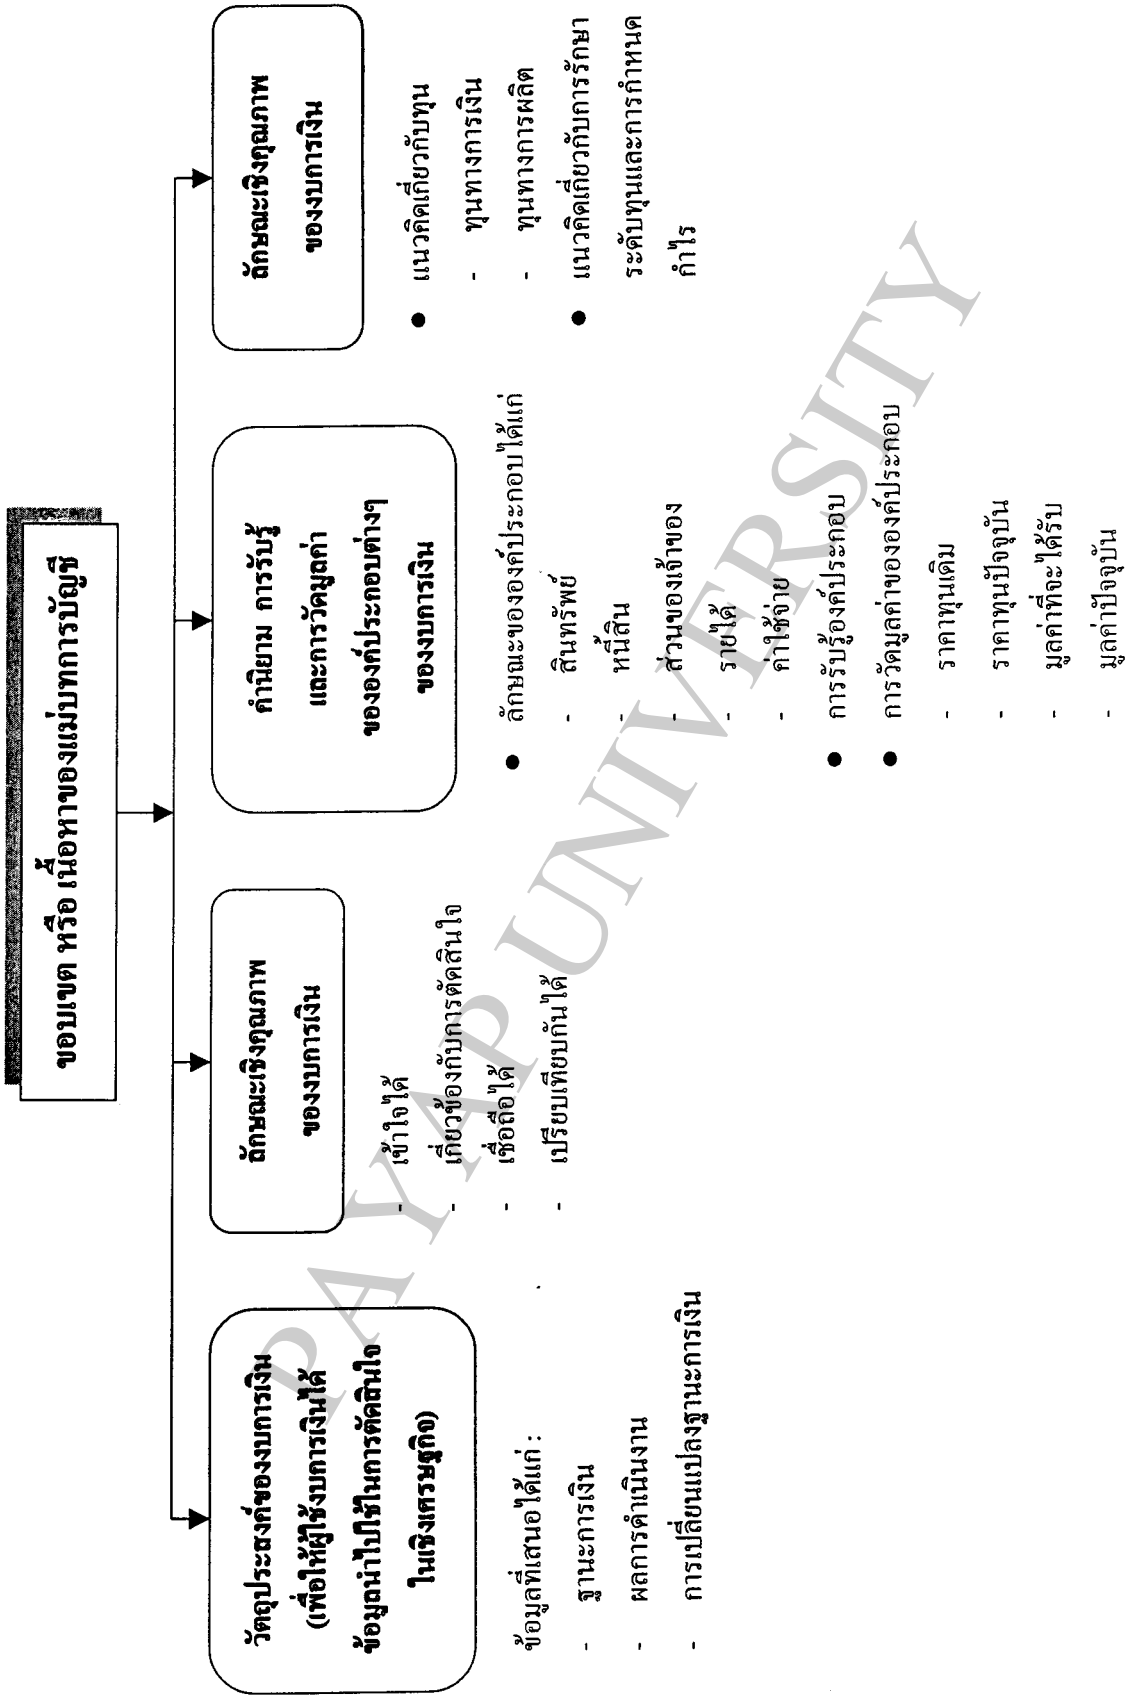 ขอบเขต หรือ เนื้อหาของแม่บทการบัญชี
วัตถุประสงค์ของงบการเงิน
(เพื่อให้ผู้ใช้งบการเงินได้
ข้อมูลนำไปใช้ในการตัดสินใจ
ในเชิงเศรษฐกิจ)
ข้อมูลที่เสนอได้แก่ :
- ฐานะการเงิน
- ผลการดำเนินงาน
- การเปลี่ยนแปลงฐานะการเงิน
ลักษณะเชิงคุณภาพ
ของงบการเงิน
- เข้าใจได้
- เกี่ยวข้องกับการตัดสินใจ
- เชื่อถือได้
- เปรียบเทียบกันได้
คำนิยาม การรับรู้
และการวัดมูลค่า
ขององค์ประกอบต่างๆ
ของงบการเงิน
● ลักษณะขององค์ประกอบได้แก่
- สินทรัพย์
- หนี้สิน
- ส่วนของเจ้าของ
- รายได้
- ค่าใช้จ่าย
● การรับรู้องค์ประกอบ
● การวัดมูลค่าขององค์ประกอบ
- ราคาทุนเดิม
- ราคาทุนปัจจุบัน
- มูลค่าที่จะได้รับ
- มูลค่าปัจจุบัน
ลักษณะเชิงคุณภาพ
ของงบการเงิน
● แนวคิดเกี่ยวกับทุน
- ทุนทางการเงิน
- ทุนทางการผลิต
● แนวคิดเกี่ยวกับการรักษา
ระดับทุนและการกำหนด
กำไร
PAYAP UNIVERSITY